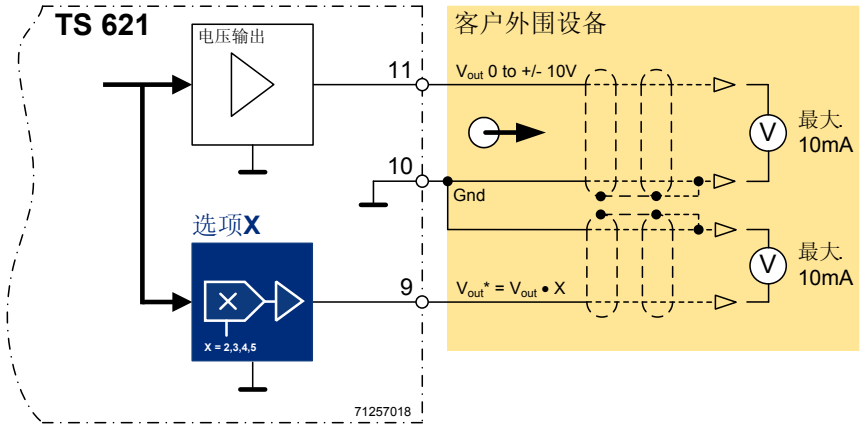 TS 621
电压输出
客户外围设备
11
Vout 0 to +/- 10V
V
最大.
10mA
10
Gnd
选项X
X = 2,3,4,5
9
Vout* = Vout • X
V
最大.
10mA
71257018